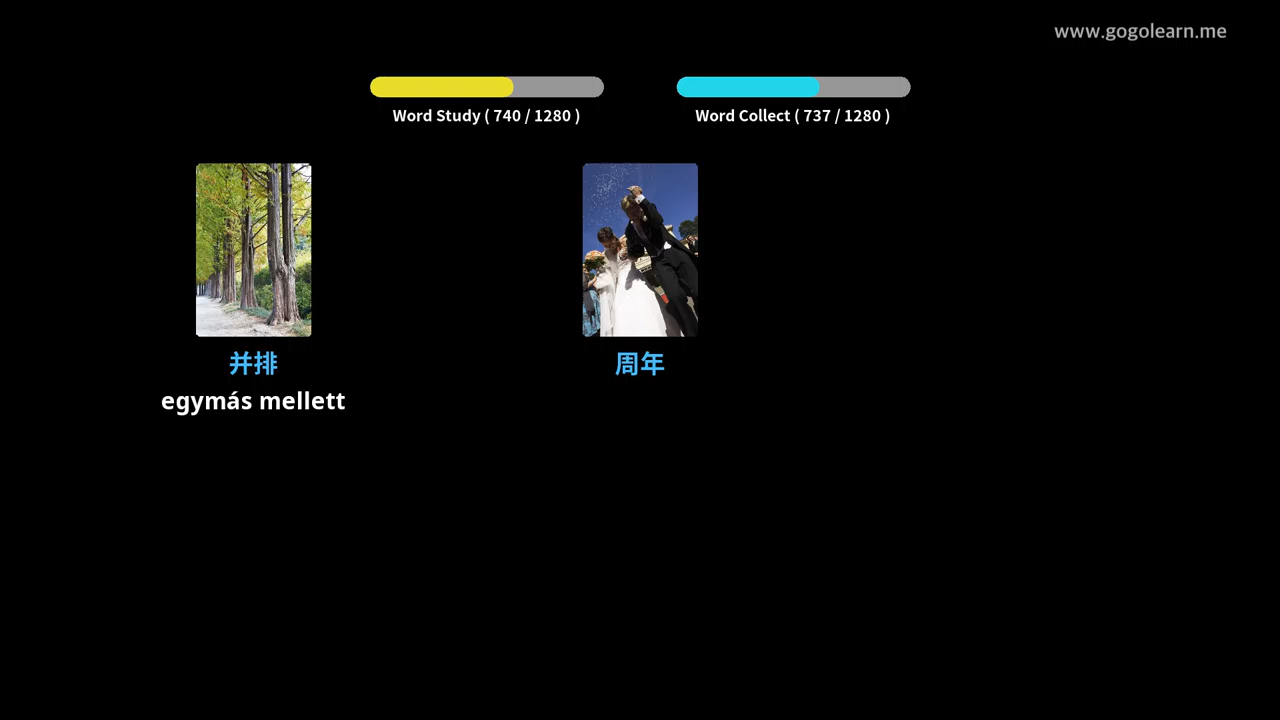 www.gogolearn.me
Word Study ( 740 / 1280 )
Word Collect ( 737 / 1280 )
并排
egymás mellett
周年